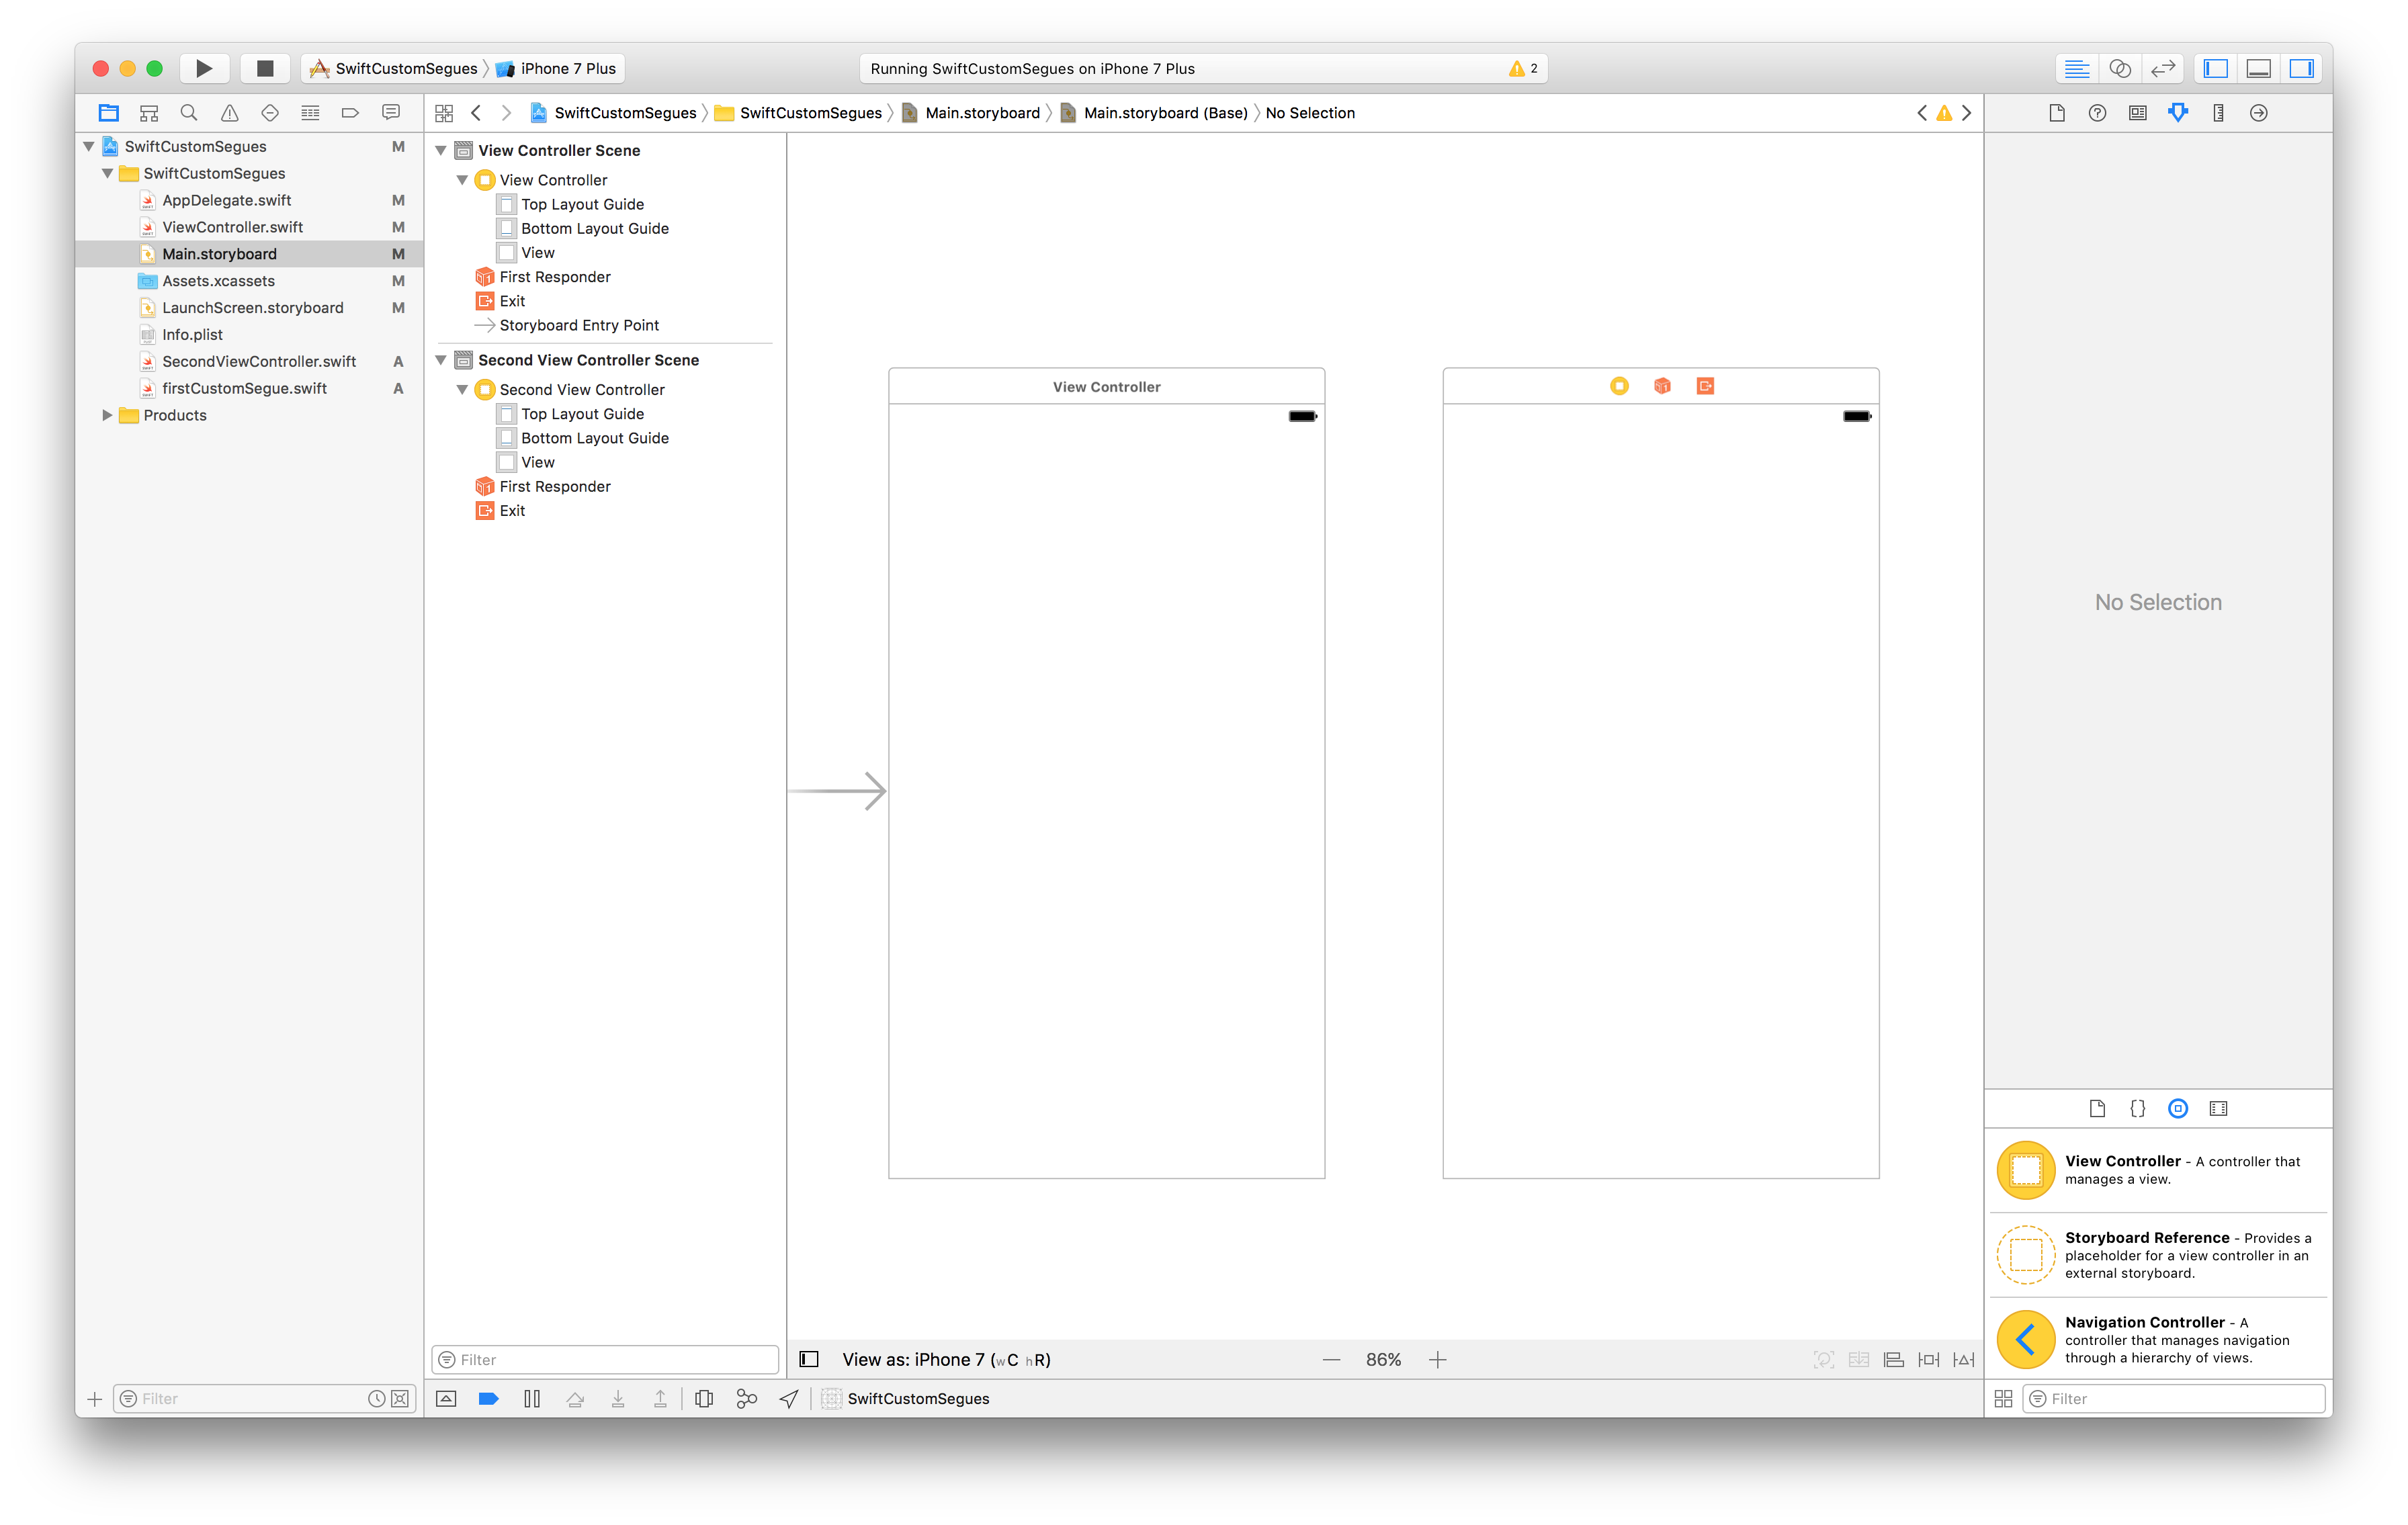 SwiftCustomSegues
iPhone 7 Plus
Running SwiftCustomSegues on iPhone 7 Plus
2
SwiftCustomSegues
SwiftCustomSegues
Main.storyboard
Main.storyboard (Base)
No Selection
SwiftCustomSegues M
SwiftCustomSegues
AppDelegate.swift M
ViewController.swift M
Main.storyboard M
Assets.xcassets M
LaunchScreen.storyboard M
Info.plist
SecondViewController.swift A
firstCustomSegue.swift A
Products
Filter
View Controller Scene
View Controller
Top Layout Guide
Bottom Layout Guide
View
First Responder
Exit
Storyboard Entry Point
Second View Controller Scene
Second View Controller
Top Layout Guide
Bottom Layout Guide
View
First Responder
Exit
Filter
View Controller
View as: iPhone 7 (wC hR)
86%
SwiftCustomSegues
No Selection
View Controller - A controller that
manages a view.
Storyboard Reference - Provides a
placeholder for a view controller in an
external storyboard.
Navigation Controller - A
controller that manages navigation
through a hierarchy of views.
Filter